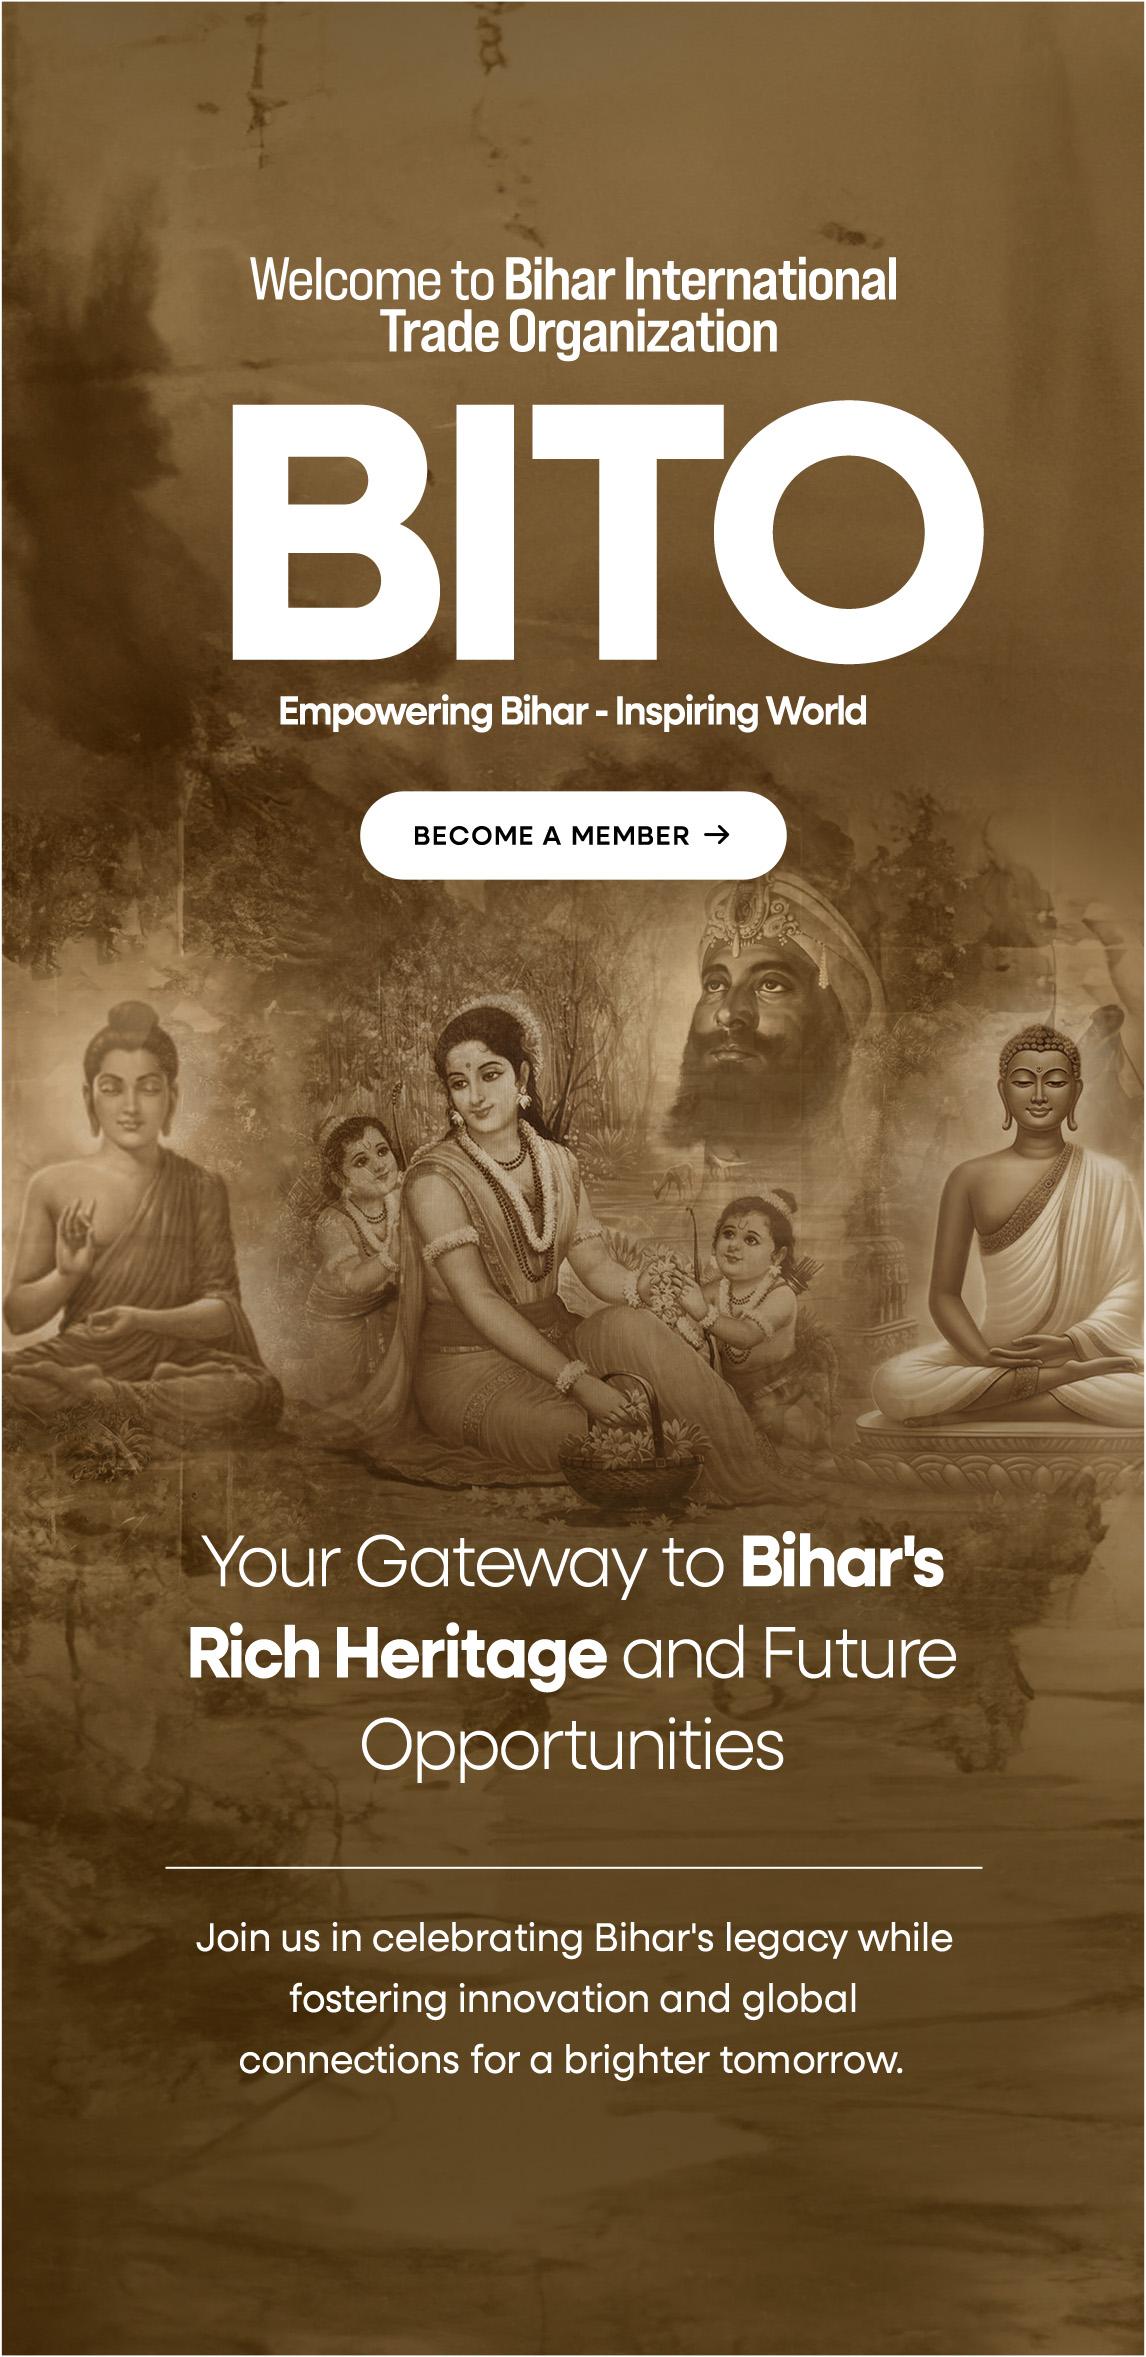 Welcome to Bihar International
Trade Organization
BITO
Empowering Bihar - Inspiring World
BECOME A MEMBER →
Your Gateway to Bihar's
Rich Heritage and Future
Opportunities
Join us in celebrating Bihar's legacy while
fostering innovation and global
connections for a brighter tomorrow.